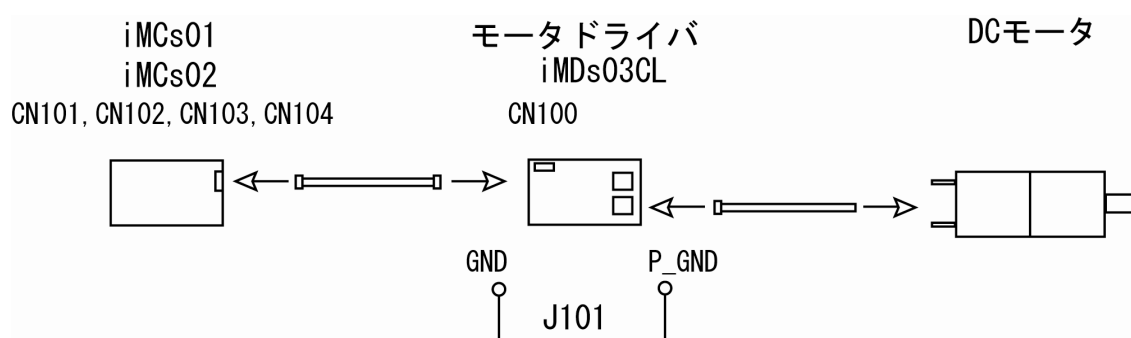 iMCs01
iMCs02
CN101, CN102, CN103, CN104
モータドライバ
iMDs03CL
CN100
DCモータ
GND
P_GND
J101